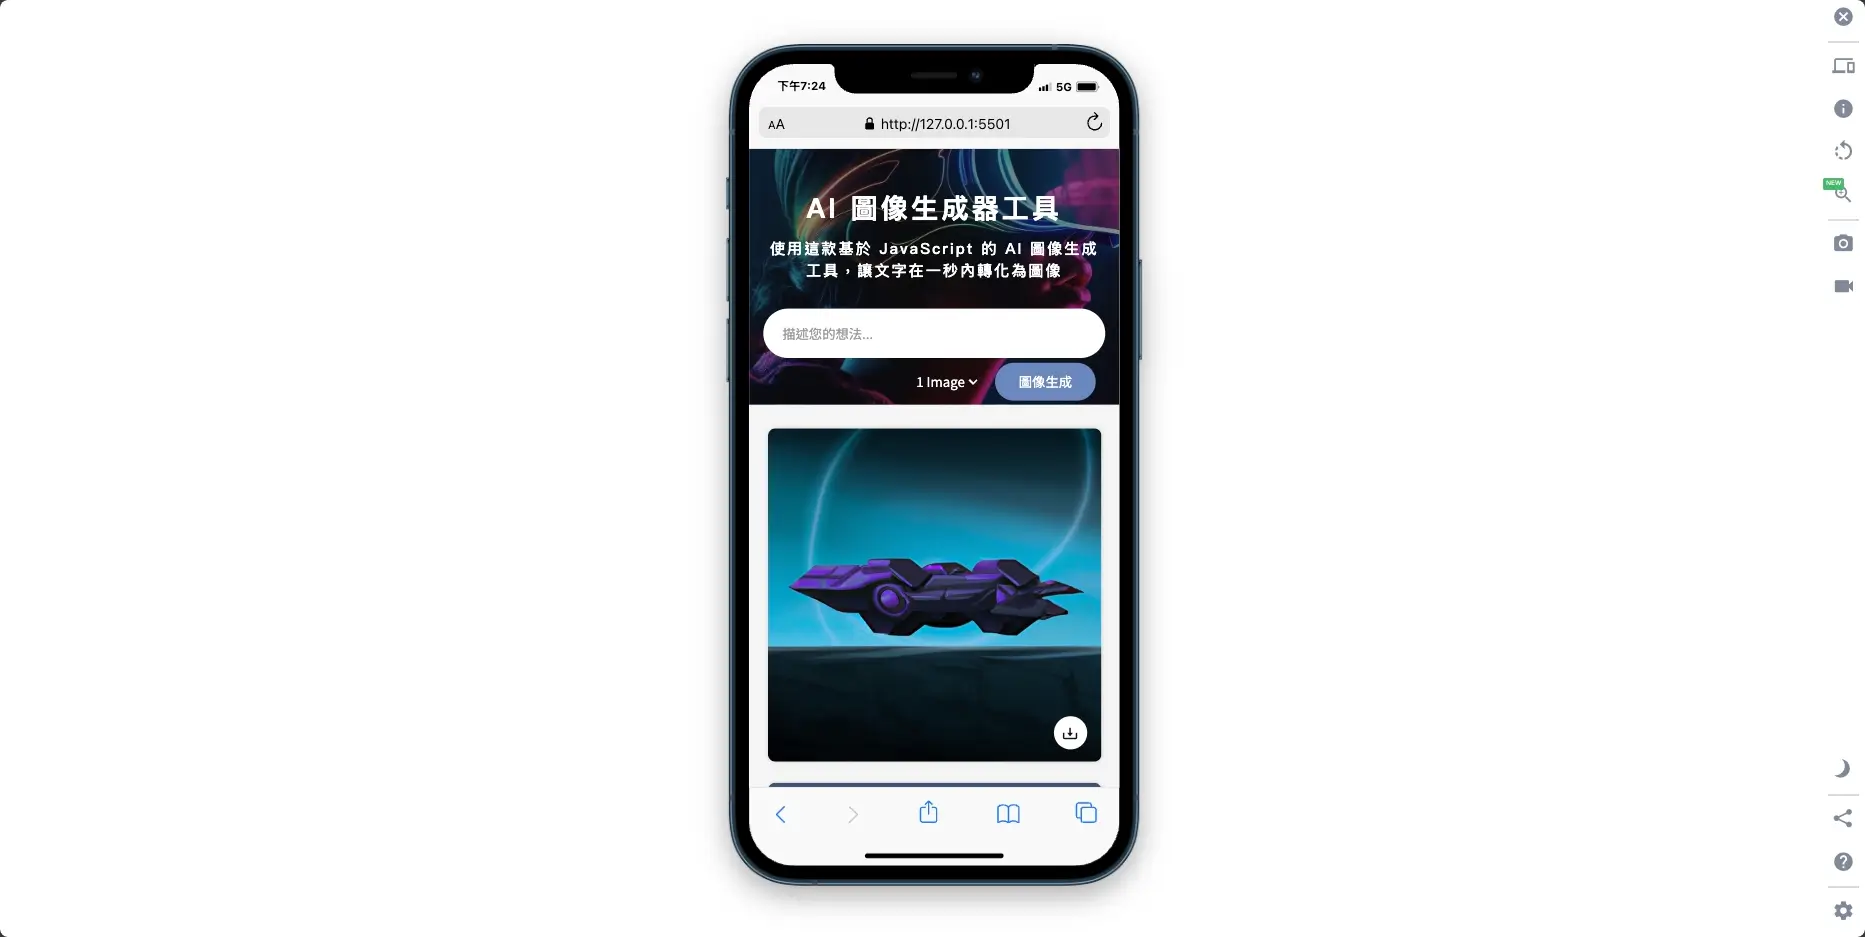 下午7:24
5G
AA
http://127.0.0.1:5501
AI 圖像生成器工具
使用這款基於 JavaScript 的 AI 圖像生成
工具，讓文字在一秒內轉化為圖像
描述您的想法...
1 Image
圖像生成
NEW